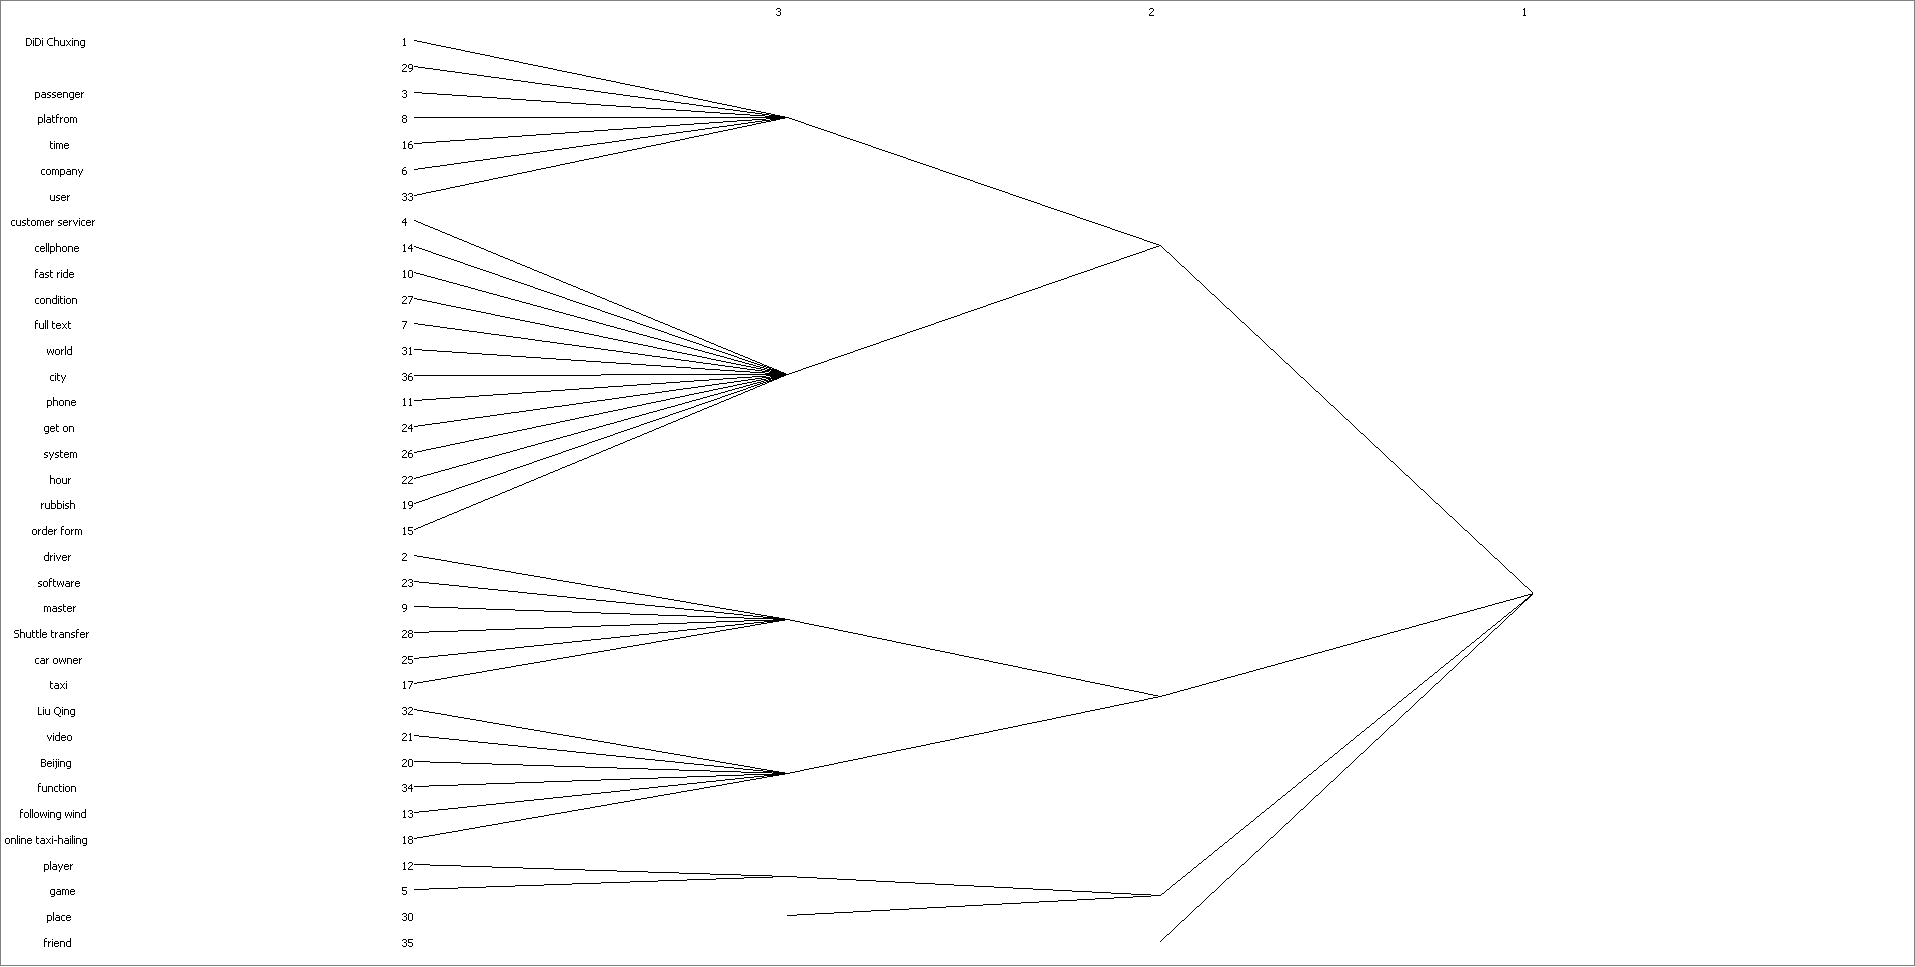 3 2 1
DiDi Chuxing 1
29
passenger 3
platfrom 8
time 16
company 6
user 33
customer servicer 4
cellphone 14
fast ride 10
condition 27
full text 7
world 31
city 36
phone 11
get on 24
system 26
hour 22
rubbish 19
order form 15
driver 2
software 23
master 9
Shuttle transfer 28
car owner 25
taxi 17
Liu Qing 32
video 21
Beijing 20
function 34
following wind 13
online taxi-hailing 18
player 12
game 5
place 30
friend 35